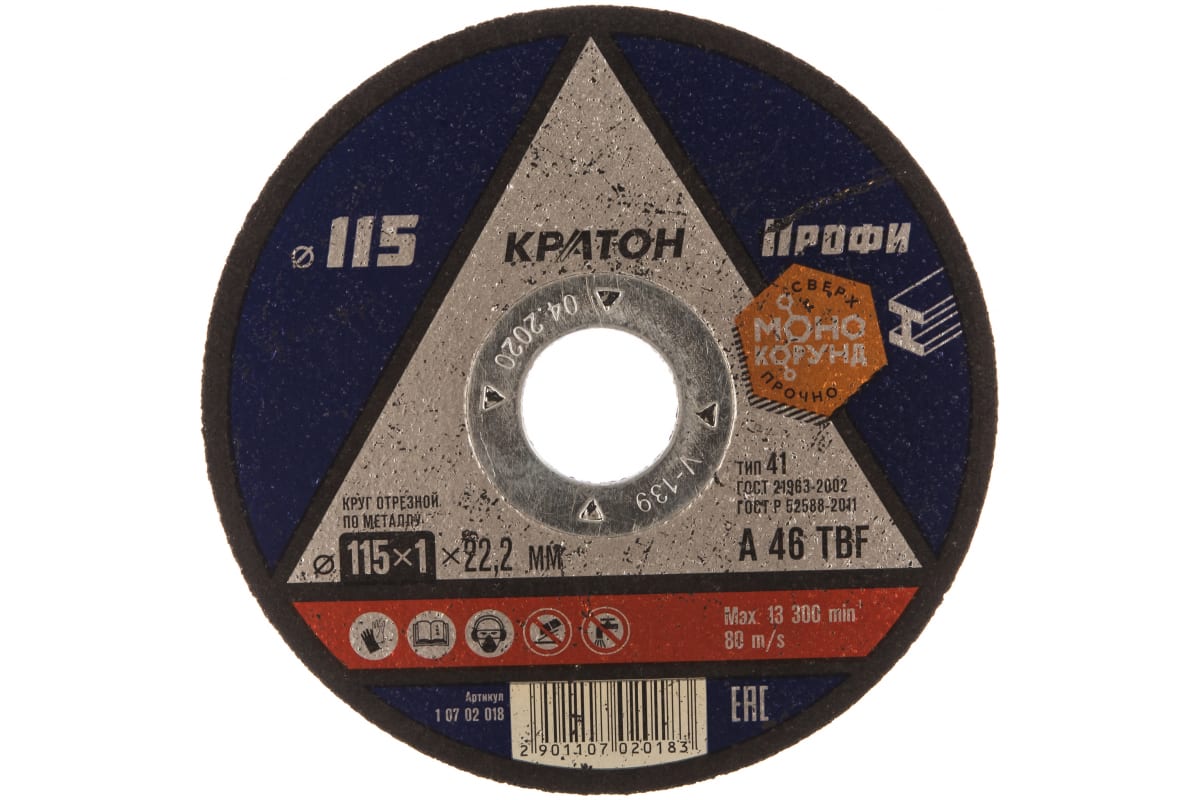 ø 115
КРАТОН
Профи
СВЕРХ
МОНО
КОРУНД
ПРОЧНО
04.2020
V-139
тип 41
ГОСТ 21963-2002
ГОСТ Р 52588-2011
А 46 TBF
КРУГ ОТРЕЗНОЙ
ПО МЕТАЛЛУ
ø 115×1×22,2 мм
Max. 13 300 min⁻¹
80 m/s
Артикул
1 07 02 018
2 901107 020183
EAC